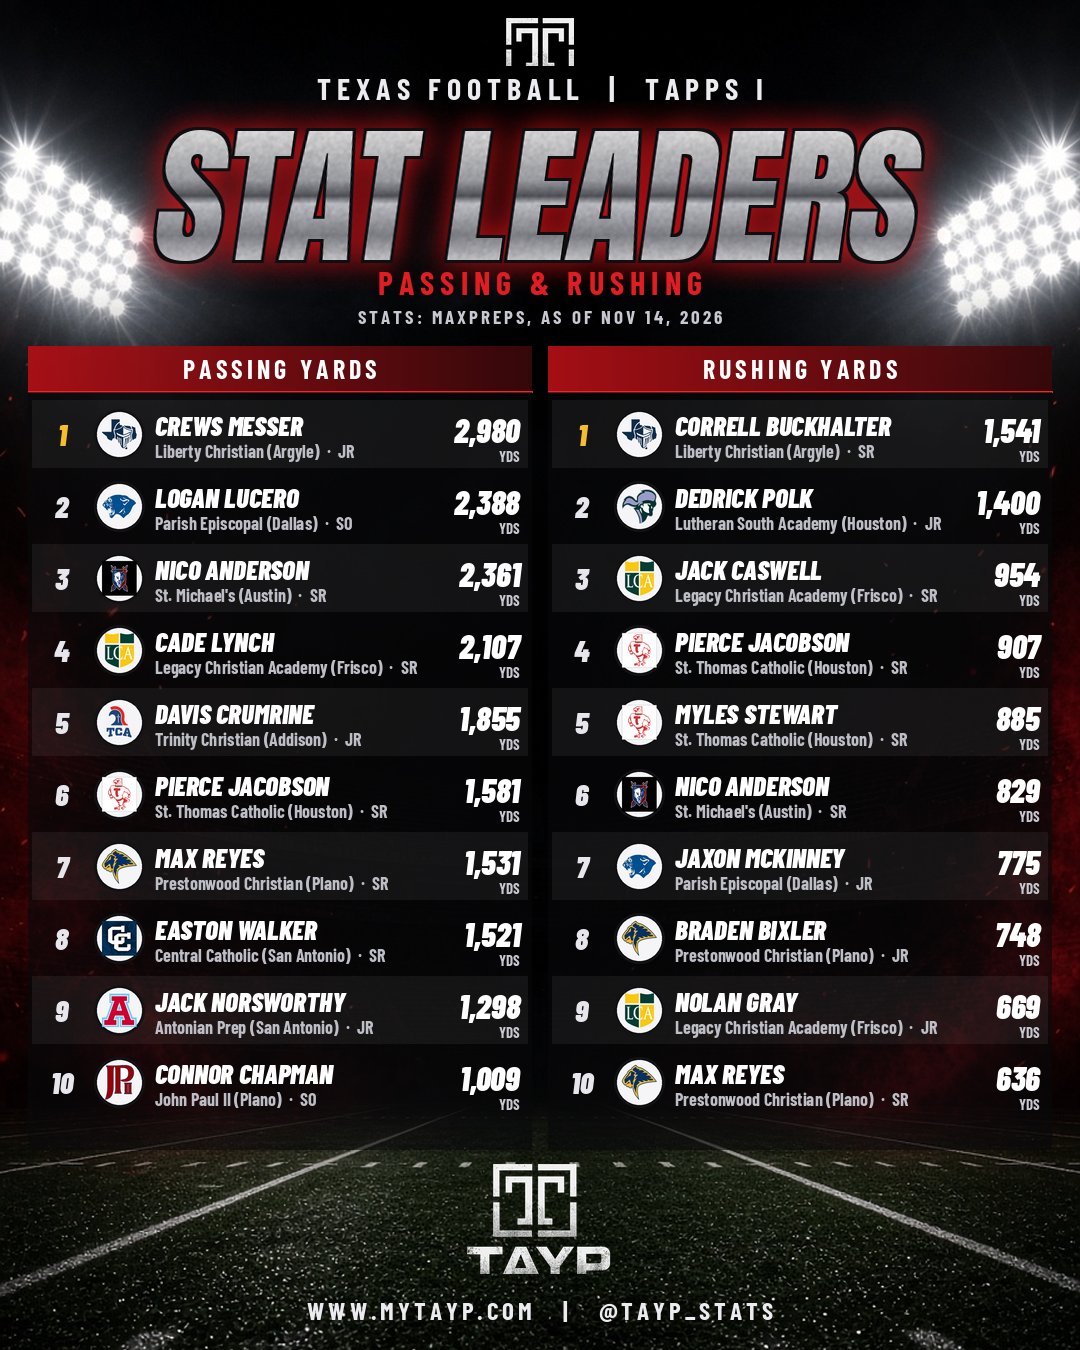 TEXAS FOOTBALL | TAPPS I
STAT LEADERS
PASSING & RUSHING
STATS: MAXPREPS, AS OF NOV 14, 2026
PASSING YARDS
1 CREWS MESSER 2,980
Liberty Christian (Argyle) · JR YDS
2 LOGAN LUCERO 2,388
Parish Episcopal (Dallas) · SO YDS
3 NICO ANDERSON 2,361
St. Michael's (Austin) · SR YDS
4 LCA CADE LYNCH 2,107
Legacy Christian Academy (Frisco) · SR YDS
5 TCA DAVIS CRUMRINE 1,855
Trinity Christian (Addison) · JR YDS
6 PIERCE JACOBSON 1,581
St. Thomas Catholic (Houston) · SR YDS
7 MAX REYES 1,531
Prestonwood Christian (Plano) · SR YDS
8 CC EASTON WALKER 1,521
Central Catholic (San Antonio) · SR YDS
9 A JACK NORSWORTHY 1,298
Antonian Prep (San Antonio) · JR YDS
10 JPII CONNOR CHAPMAN 1,009
John Paul II (Plano) · SO YDS
RUSHING YARDS
1 CORRELL BUCKHALTER 1,541
Liberty Christian (Argyle) · SR YDS
2 DEDRICK POLK 1,400
Lutheran South Academy (Houston) · JR YDS
3 LCA JACK CASWELL 954
Legacy Christian Academy (Frisco) · SR YDS
4 PIERCE JACOBSON 907
St. Thomas Catholic (Houston) · SR YDS
5 MYLES STEWART 885
St. Thomas Catholic (Houston) · SR YDS
6 NICO ANDERSON 829
St. Michael's (Austin) · SR YDS
7 JAXON MCKINNEY 775
Parish Episcopal (Dallas) · JR YDS
8 BRADEN BIXLER 748
Prestonwood Christian (Plano) · JR YDS
9 LCA NOLAN GRAY 669
Legacy Christian Academy (Frisco) · JR YDS
10 MAX REYES 636
Prestonwood Christian (Plano) · SR YDS
TAYP
WWW.MYTAYP.COM | @TAYP_STATS